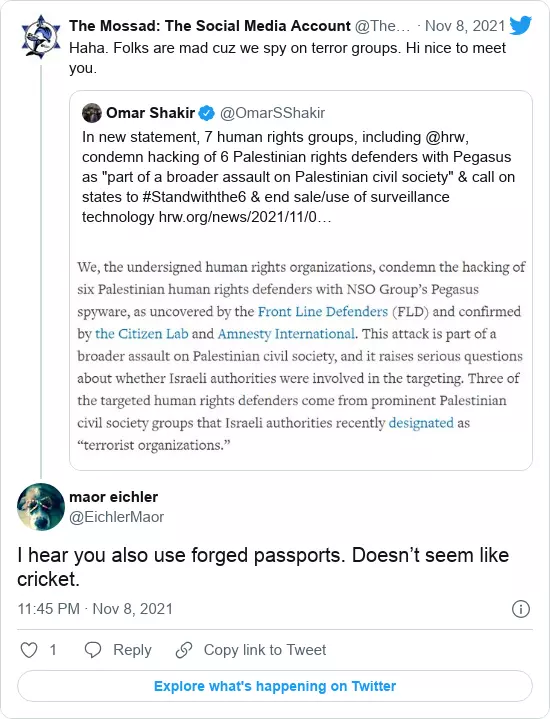 The Mossad: The Social Media Account @The... · Nov 8, 2021
Haha. Folks are mad cuz we spy on terror groups. Hi nice to meet
you.
Omar Shakir @OmarSShakir
In new statement, 7 human rights groups, including @hrw,
condemn hacking of 6 Palestinian rights defenders with Pegasus
as "part of a broader assault on Palestinian civil society" & call on
states to #Standwiththe6 & end sale/use of surveillance
technology hrw.org/news/2021/11/0…
We, the undersigned human rights organizations, condemn the hacking of
six Palestinian human rights defenders with NSO Group’s Pegasus
spyware, as uncovered by the Front Line Defenders (FLD) and confirmed
by the Citizen Lab and Amnesty International. This attack is part of a
broader assault on Palestinian civil society, and it raises serious questions
about whether Israeli authorities were involved in the targeting. Three of
the targeted human rights defenders come from prominent Palestinian
civil society groups that Israeli authorities recently designated as
“terrorist organizations.”
maor eichler
@EichlerMaor
I hear you also use forged passports. Doesn’t seem like
cricket.
11:45 PM · Nov 8, 2021
1 Reply Copy link to Tweet
Explore what's happening on Twitter